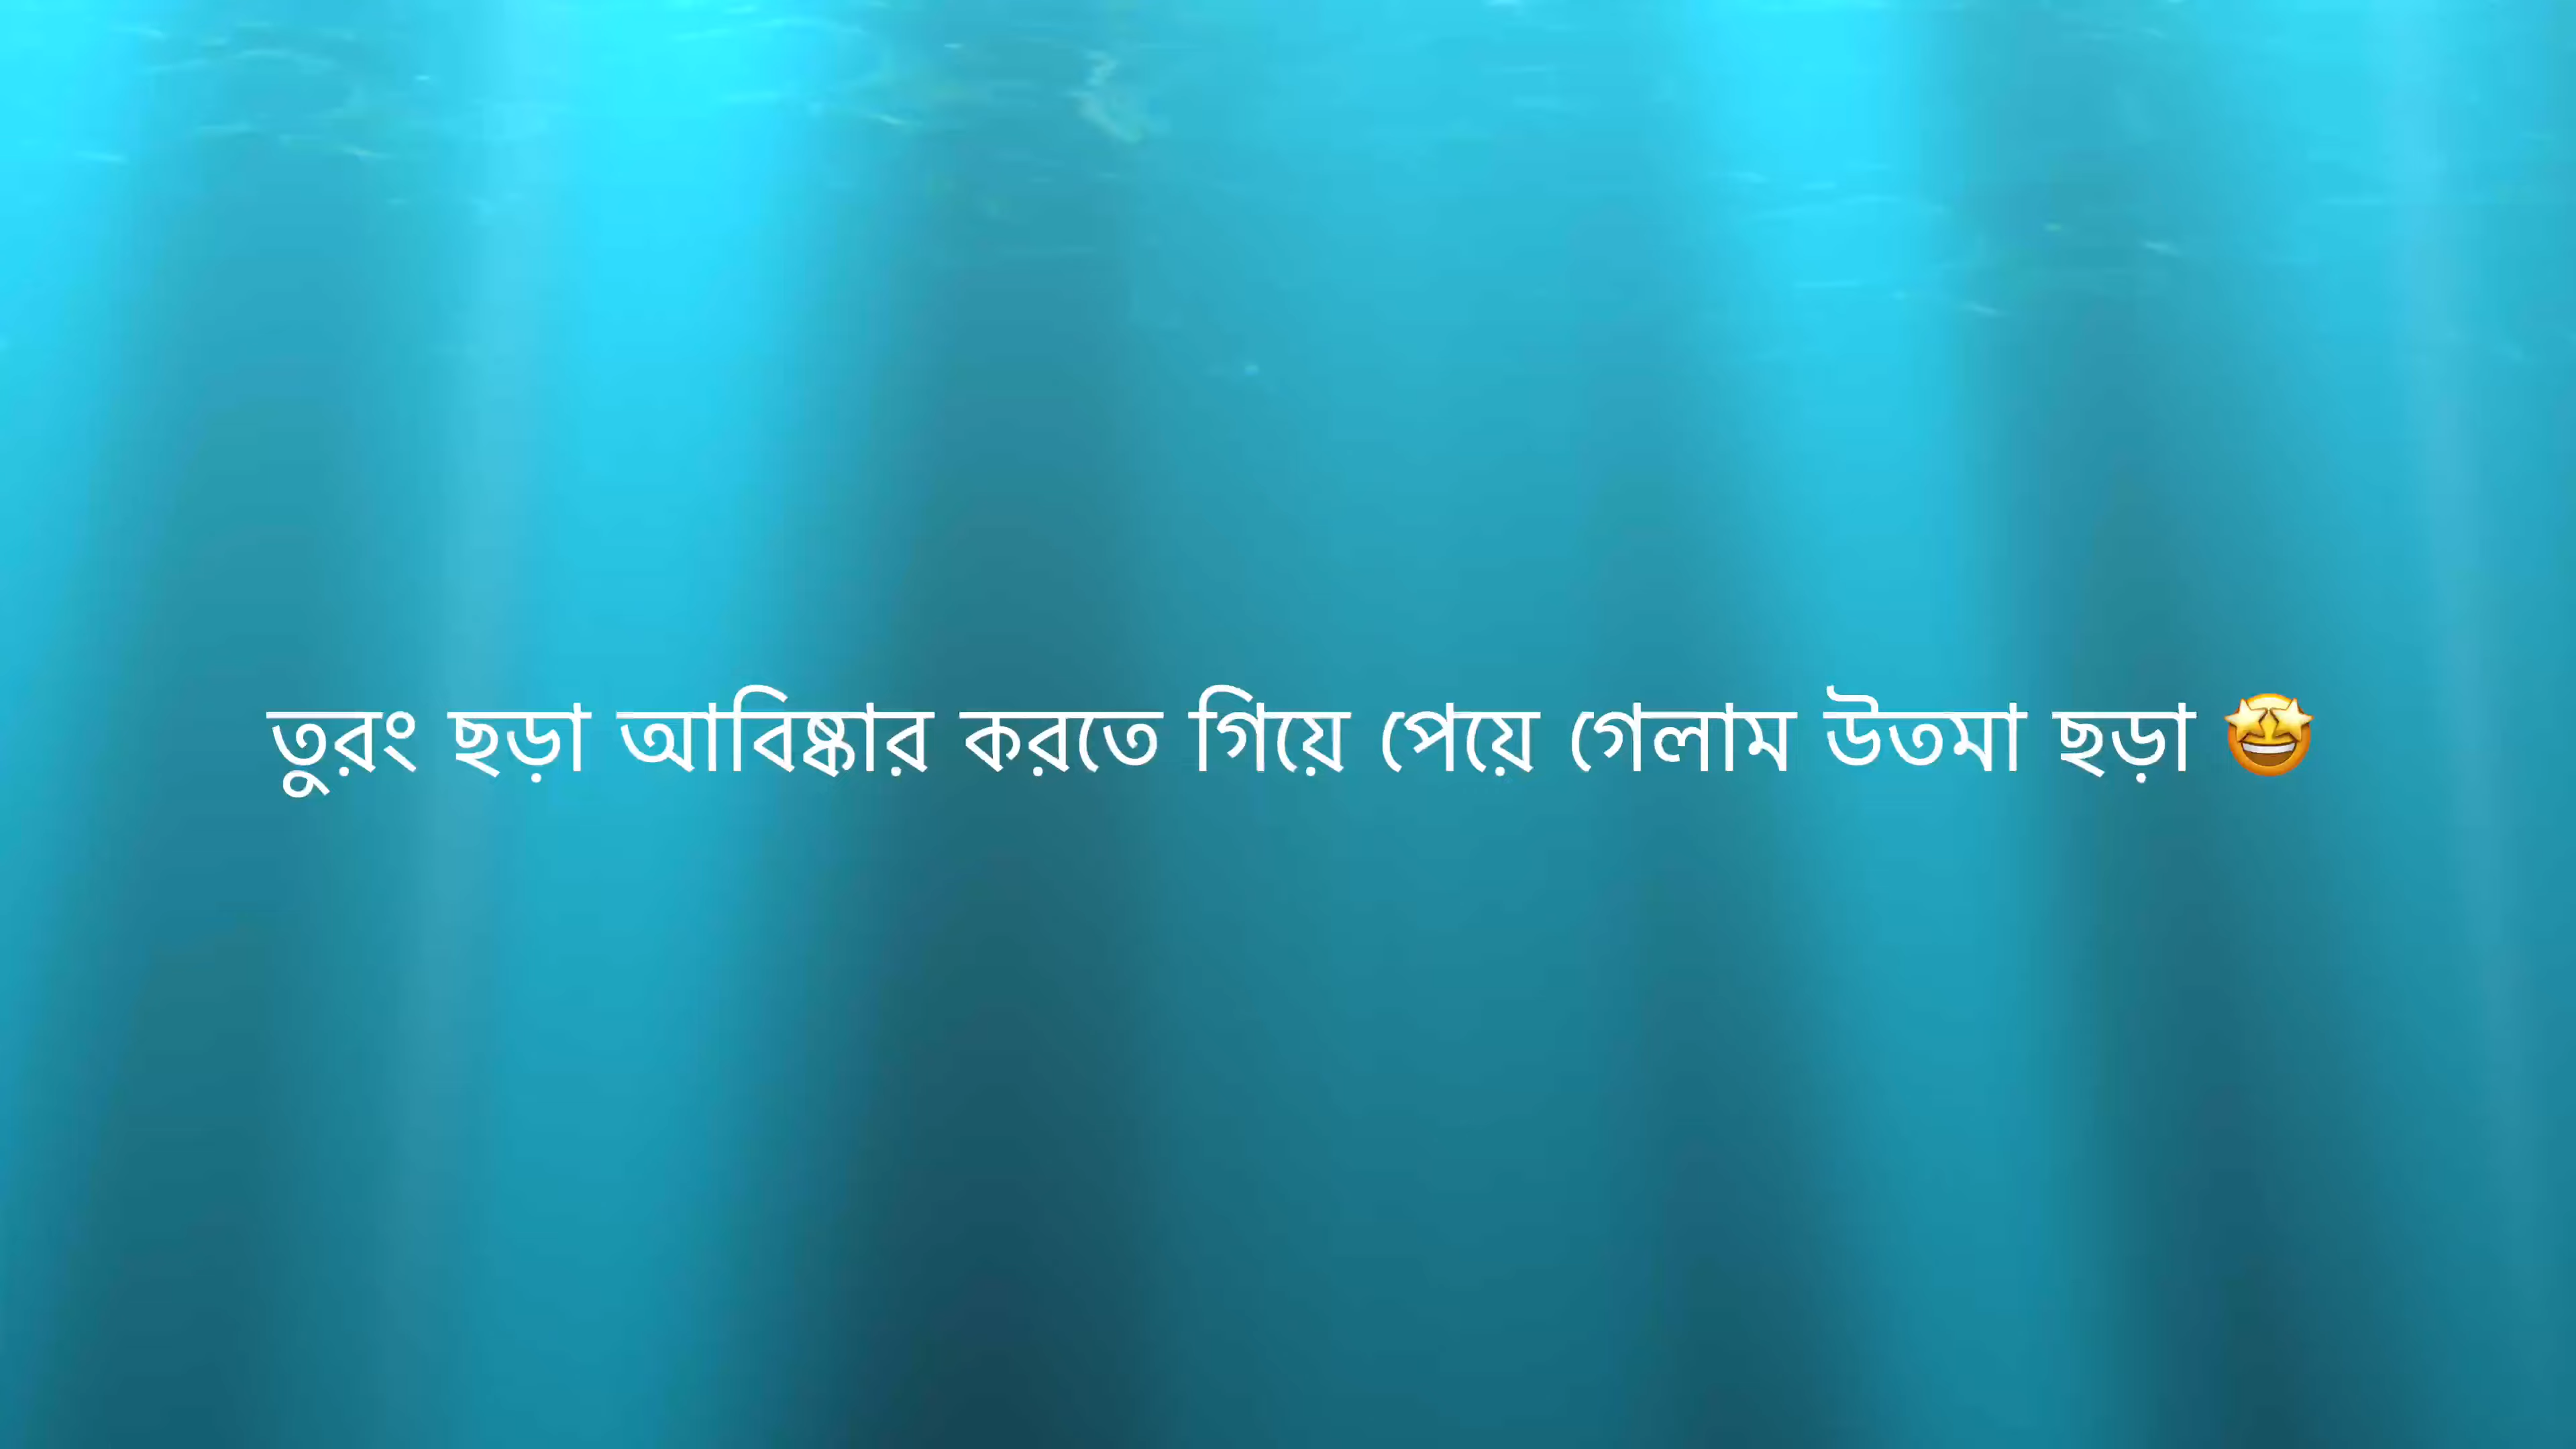 তুরং ছড়া আবিষ্কার করতে গিয়ে পেয়ে গেলাম উতমা ছড়া 🤩